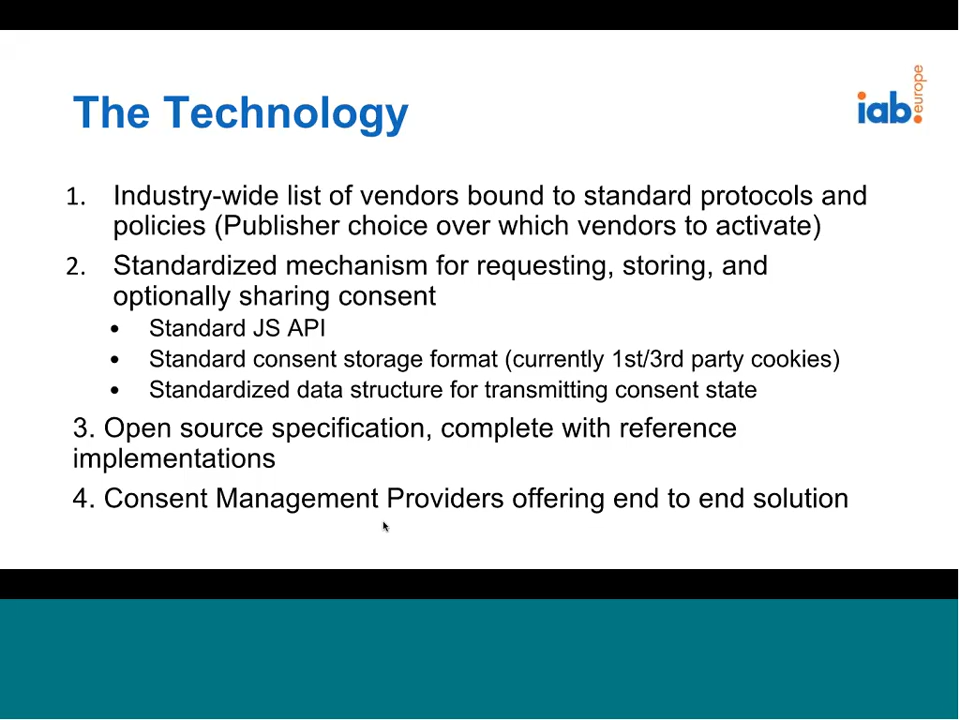 The Technology
iab.
europe
1. Industry-wide list of vendors bound to standard protocols and
policies (Publisher choice over which vendors to activate)
2. Standardized mechanism for requesting, storing, and
optionally sharing consent
• Standard JS API
• Standard consent storage format (currently 1st/3rd party cookies)
• Standardized data structure for transmitting consent state
3. Open source specification, complete with reference
implementations
4. Consent Management Providers offering end to end solution